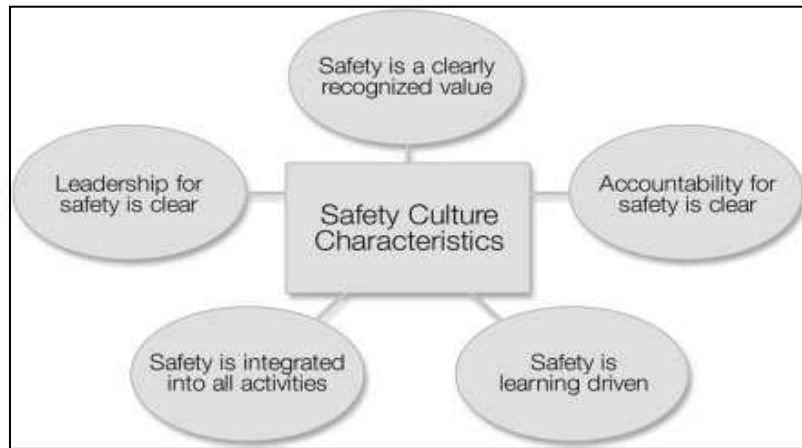 Safety is a clearly
recognized value
Leadership for
safety is clear
Safety Culture
Characteristics
Accountability for
safety is clear
Safety is integrated
into all activities
Safety is
learning driven